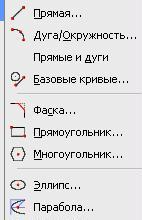 Прямая...
Дуга/Окружность...
Прямые и дуги
Базовые кривые...
Фаска...
Прямоугольник...
Многоугольник...
Эллипс...
Парабола...